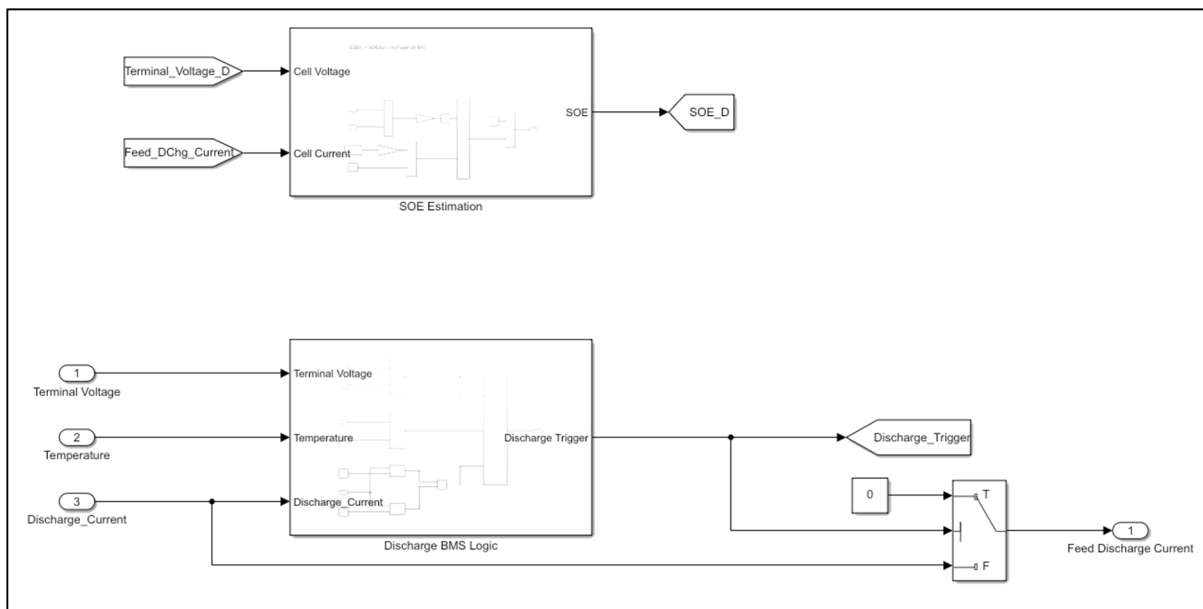 Terminal_Voltage_D
Cell Voltage
SOE
SOE_D
Feed_DChg_Current
Cell Current
SOE Estimation
1
Terminal Voltage
Terminal Voltage
2
Temperature
Temperature
Discharge Trigger
Discharge_Trigger
3
Discharge_Current
Discharge_Current
Discharge BMS Logic
0
T
F
1
Feed Discharge Current